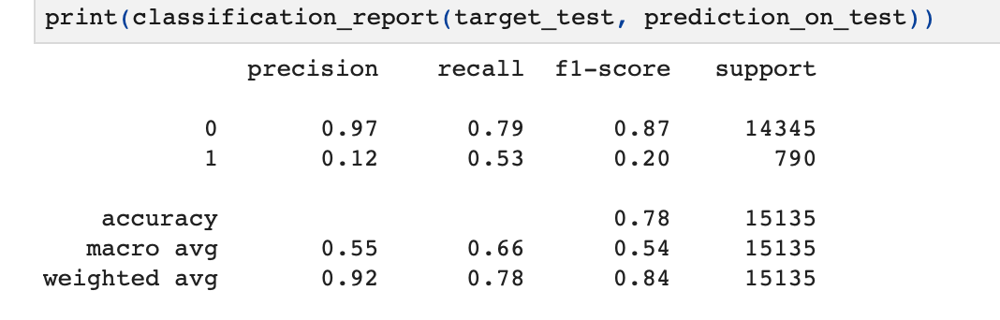 print(classification_report(target_test, prediction_on_test))
precision recall f1-score support
0 0.97 0.79 0.87 14345
1 0.12 0.53 0.20 790
accuracy 0.78 15135
macro avg 0.55 0.66 0.54 15135
weighted avg 0.92 0.78 0.84 15135